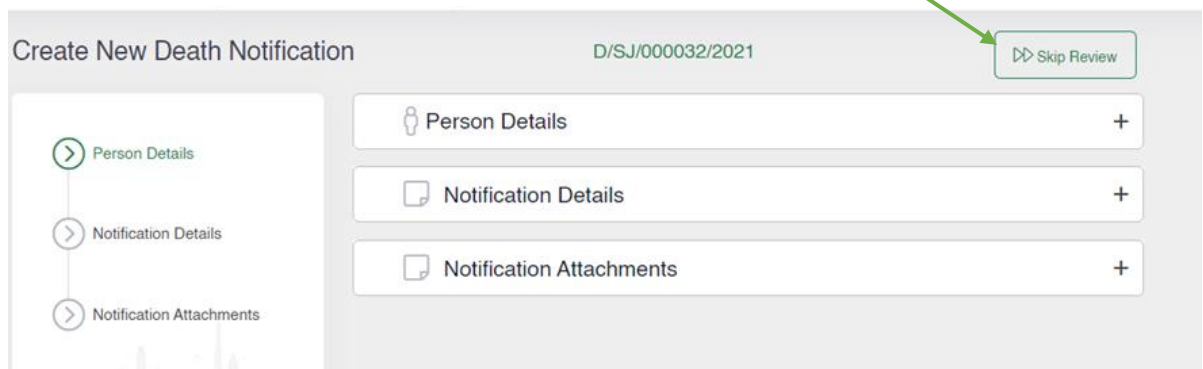 Create New Death Notification
D/SJ/000032/2021
Skip Review
Person Details
Notification Details
Notification Attachments
Person Details +
Notification Details +
Notification Attachments +